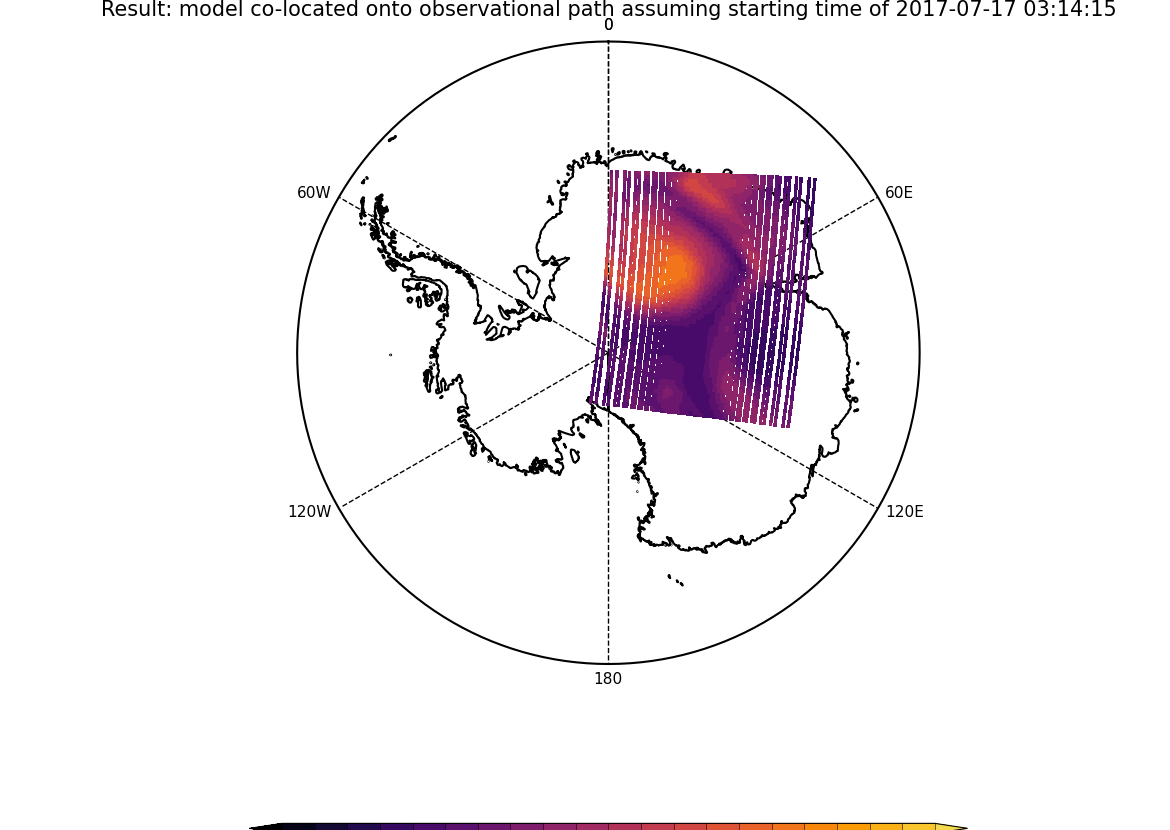 Result: model co-located onto observational path assuming starting time of 2017-07-17 03:14:15
0
60W
60E
120W
120E
180